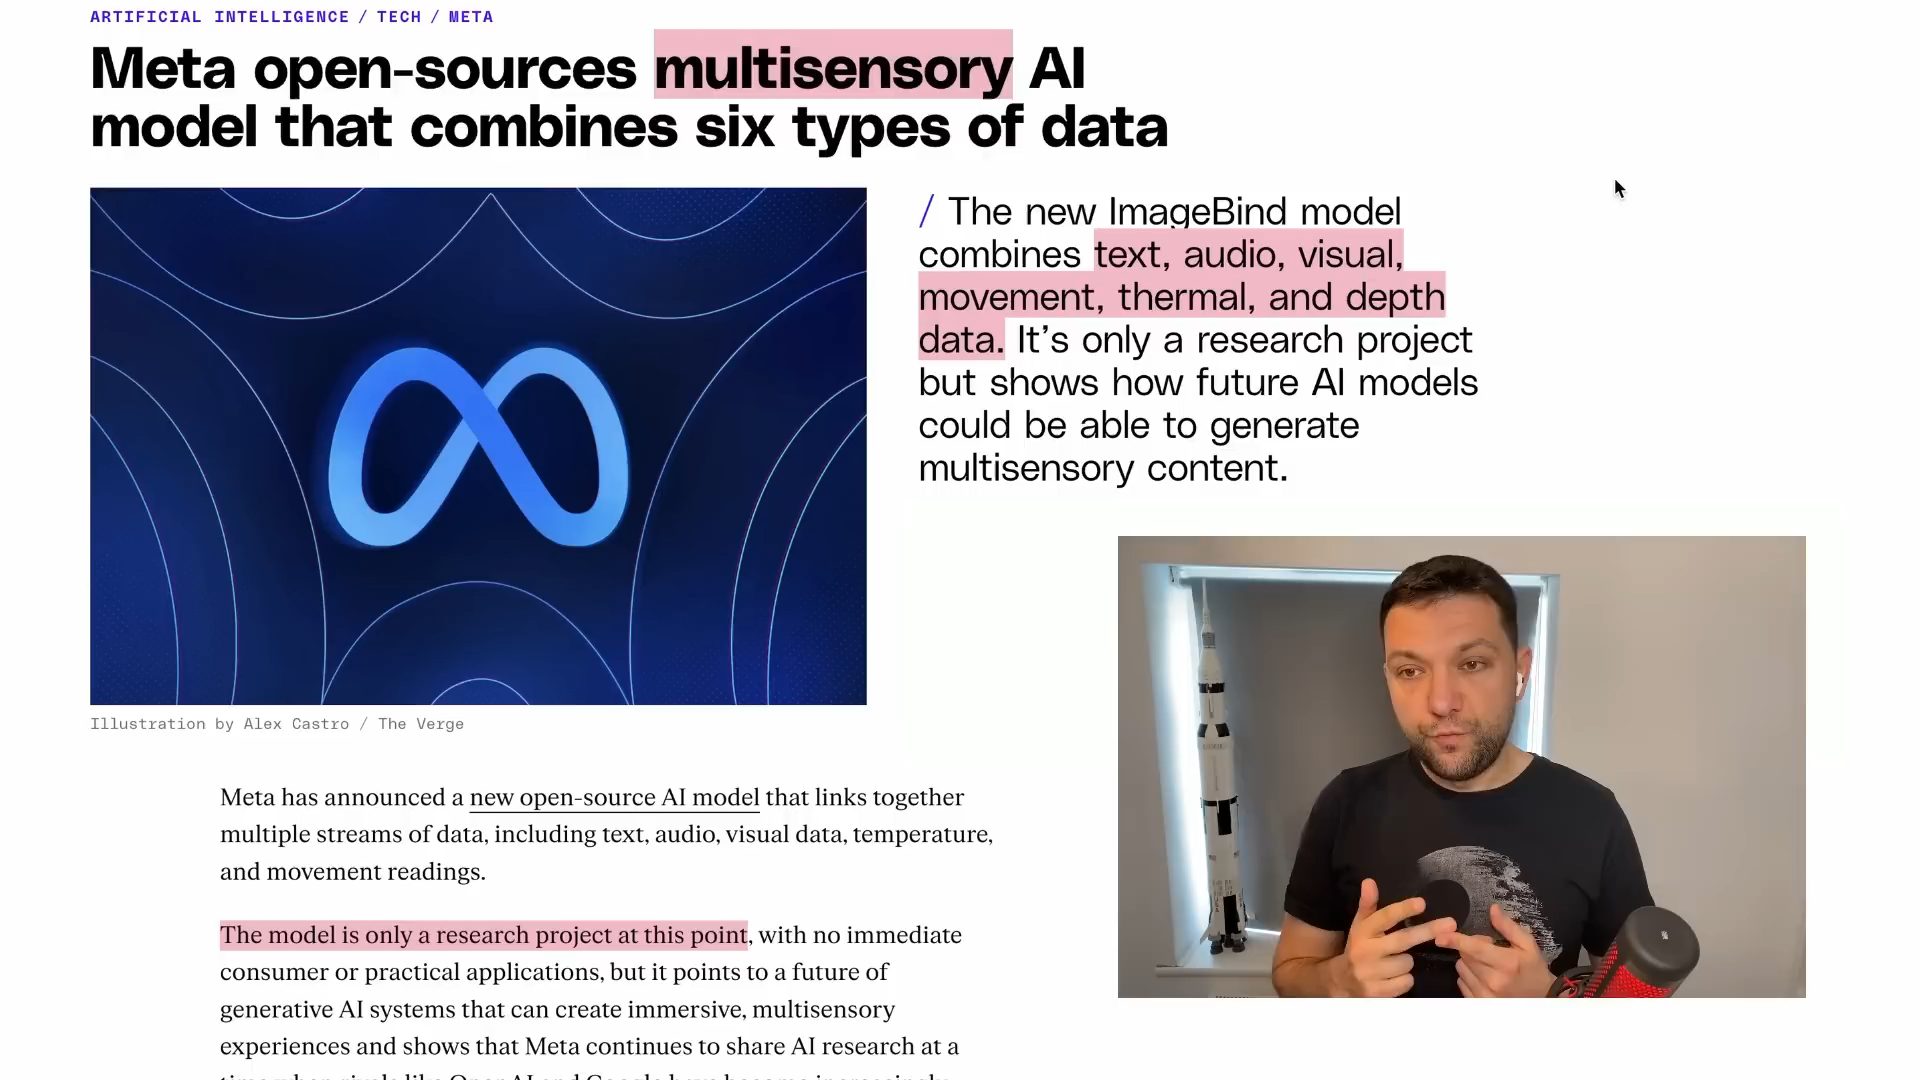 ARTIFICIAL INTELLIGENCE / TECH / META
Meta open-sources multisensory AI
model that combines six types of data
/ The new ImageBind model
combines text, audio, visual,
movement, thermal, and depth
data. It’s only a research project
but shows how future AI models
could be able to generate
multisensory content.
Illustration by Alex Castro / The Verge
Meta has announced a new open-source AI model that links together
multiple streams of data, including text, audio, visual data, temperature,
and movement readings.
The model is only a research project at this point, with no immediate
consumer or practical applications, but it points to a future of
generative AI systems that can create immersive, multisensory
experiences and shows that Meta continues to share AI research at a